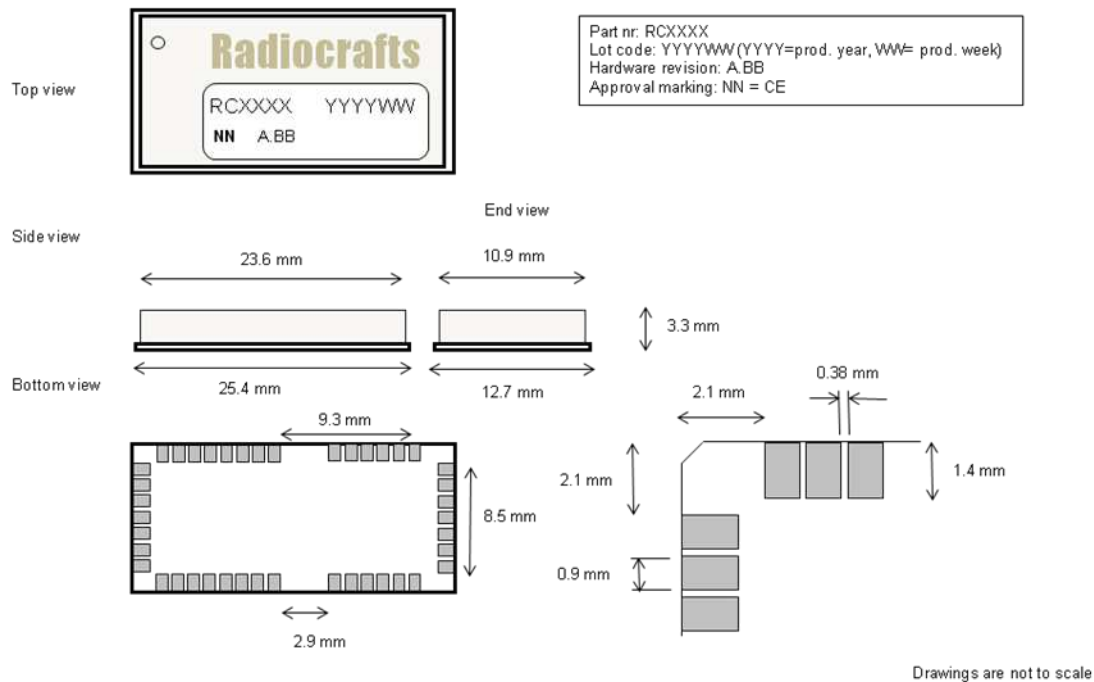 Top view
Radiocrafts
RCXXXX YYYYWW
NN A.BB
Part nr: RCXXXX
Lot code: YYYYWW (YYYY=prod. year, WW= prod. week)
Hardware revision: A.BB
Approval marking: NN = CE
End view
Side view
23.6 mm
10.9 mm
3.3 mm
Bottom view
25.4 mm
12.7 mm
9.3 mm
8.5 mm
2.9 mm
0.38 mm
2.1 mm
2.1 mm
1.4 mm
0.9 mm
Drawings are not to scale